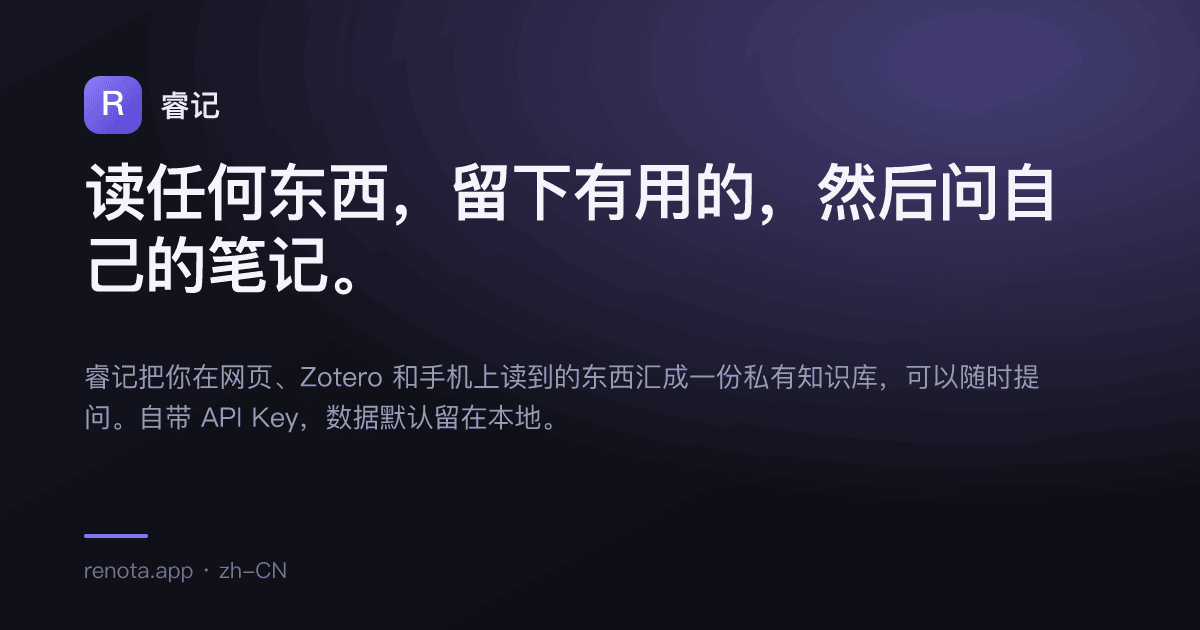 R 睿记
读任何东西，留下有用的，然后问自
己的笔记。
睿记把你在网页、Zotero 和手机上读到的东西汇成一份私有知识库，可以随时提
问。自带 API Key，数据默认留在本地。
renota.app · zh-CN